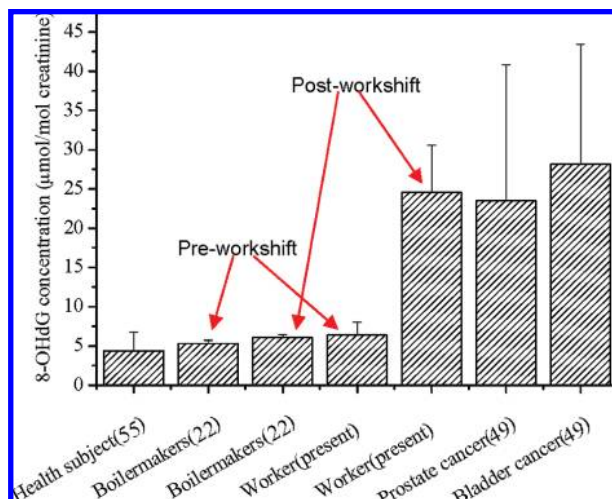 8-OHdG concentration (μmol/mol creatinine)
45
40
35
30
25
20
15
10
5
0
Post-workshift
Pre-workshift
Health subject(55)
Boilermakers(22)
Boilermakers(22)
Worker(present)
Worker(present)
Prostate cancer(49)
Bladder cancer(49)